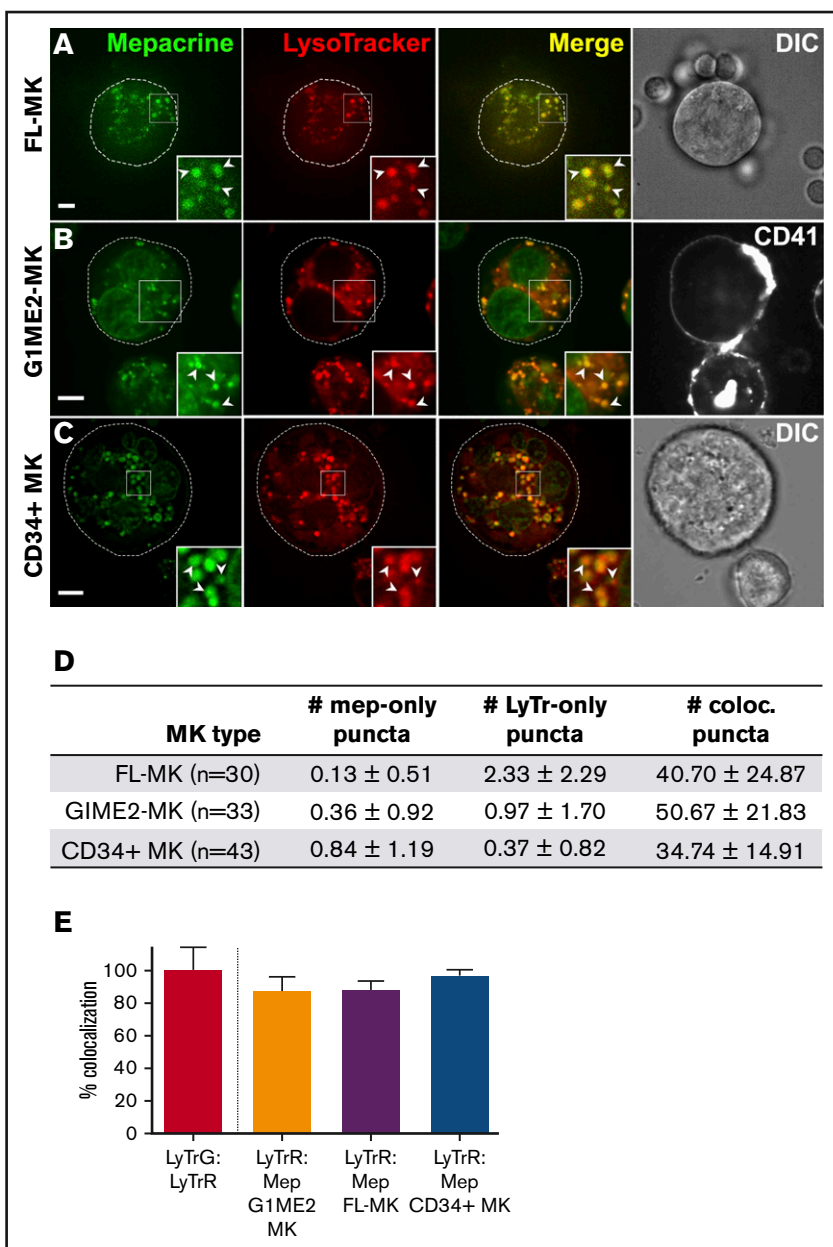 A Mepacrine LysoTracker Merge DIC
FL-MK
B CD41
G1ME2-MK
C DIC
CD34+ MK
D
MK type # mep-only puncta # LyTr-only puncta # coloc. puncta
FL-MK (n=30) 0.13 ± 0.51 2.33 ± 2.29 40.70 ± 24.87
GIME2-MK (n=33) 0.36 ± 0.92 0.97 ± 1.70 50.67 ± 21.83
CD34+ MK (n=43) 0.84 ± 1.19 0.37 ± 0.82 34.74 ± 14.91
E
% colocalization
100
80
60
40
20
0
LyTrG:
LyTrR
LyTrR:
Mep
G1ME2
MK
LyTrR:
Mep
FL-MK
LyTrR:
Mep
CD34+ MK